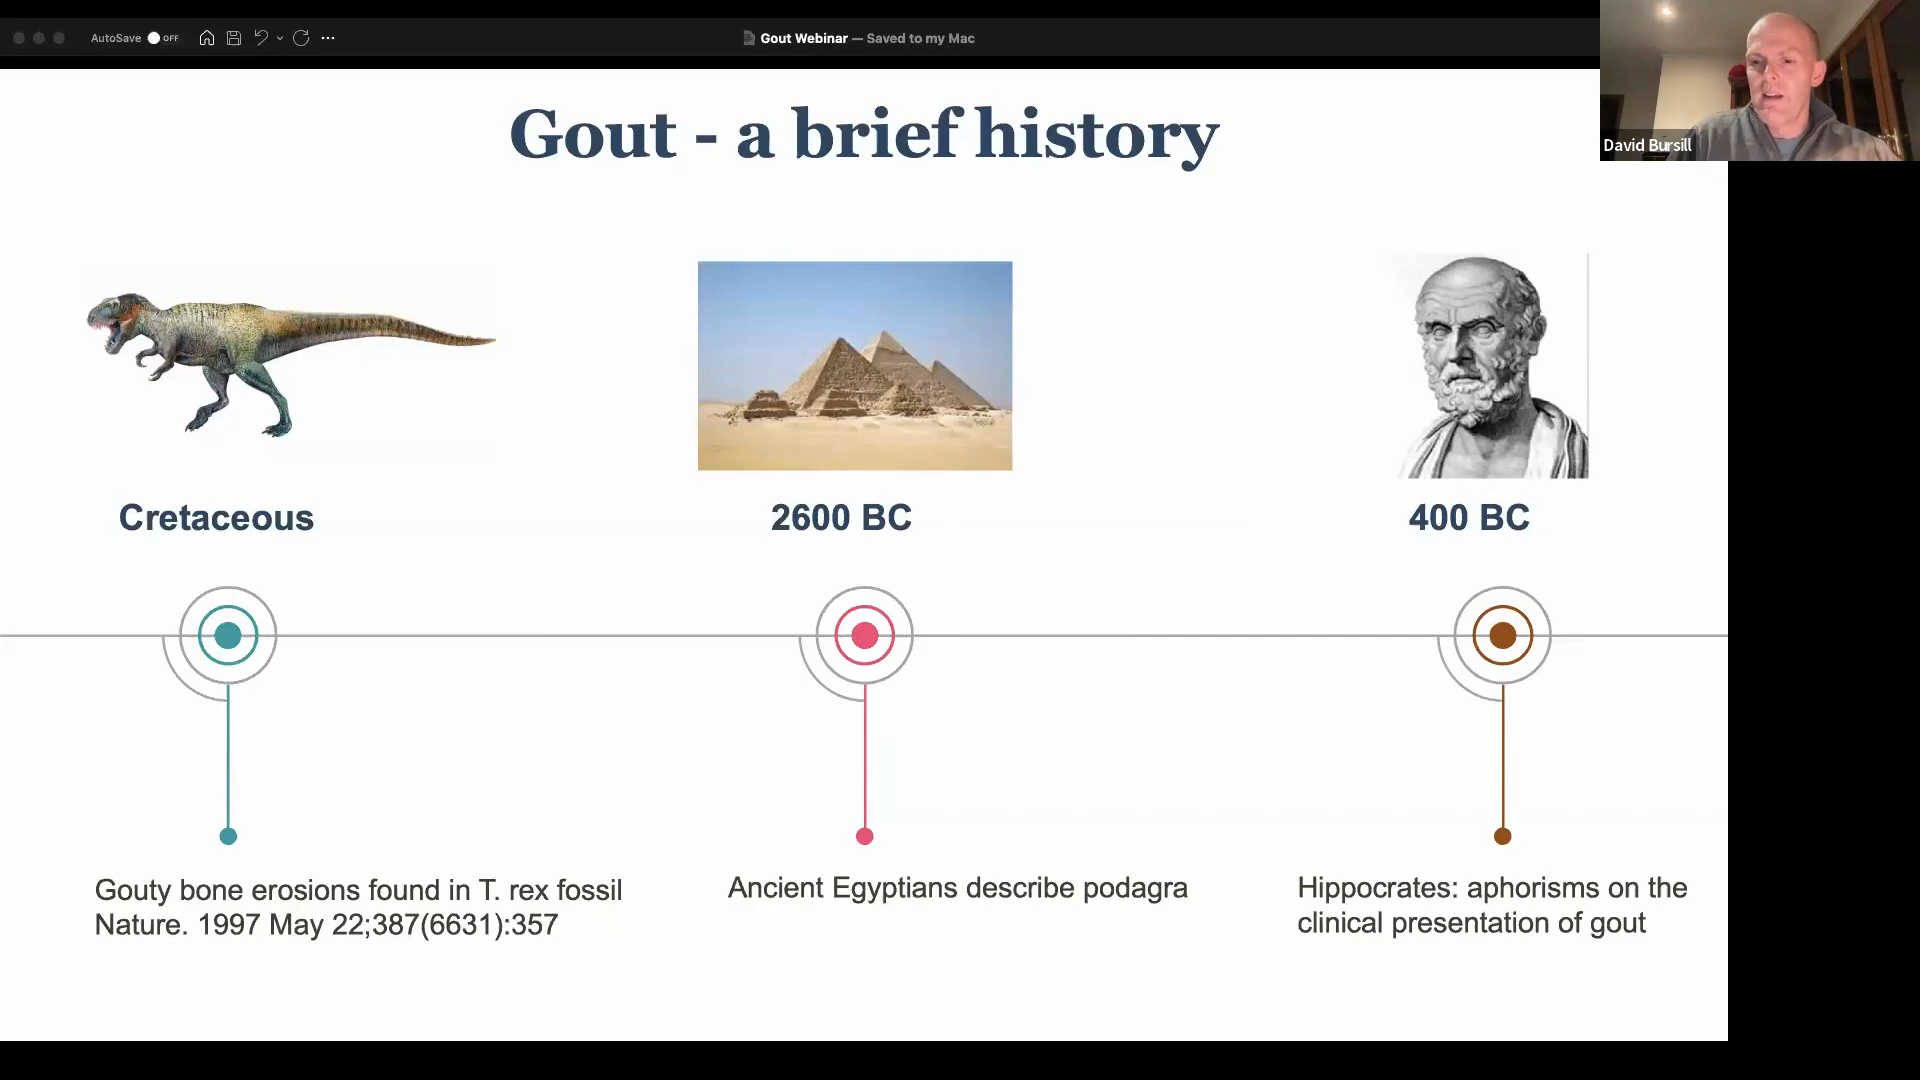 AutoSave OFF
Gout Webinar — Saved to my Mac
David Bursill
Gout - a brief history
Cretaceous
2600 BC
400 BC
Gouty bone erosions found in T. rex fossil
Nature. 1997 May 22;387(6631):357
Ancient Egyptians describe podagra
Hippocrates: aphorisms on the
clinical presentation of gout